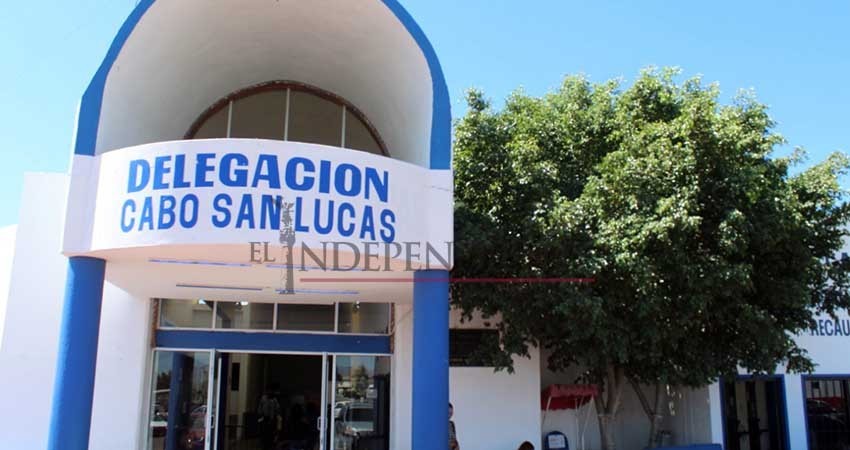 DELEGACION
CABO SAN LUCAS
EL INDEPEN
RECAU